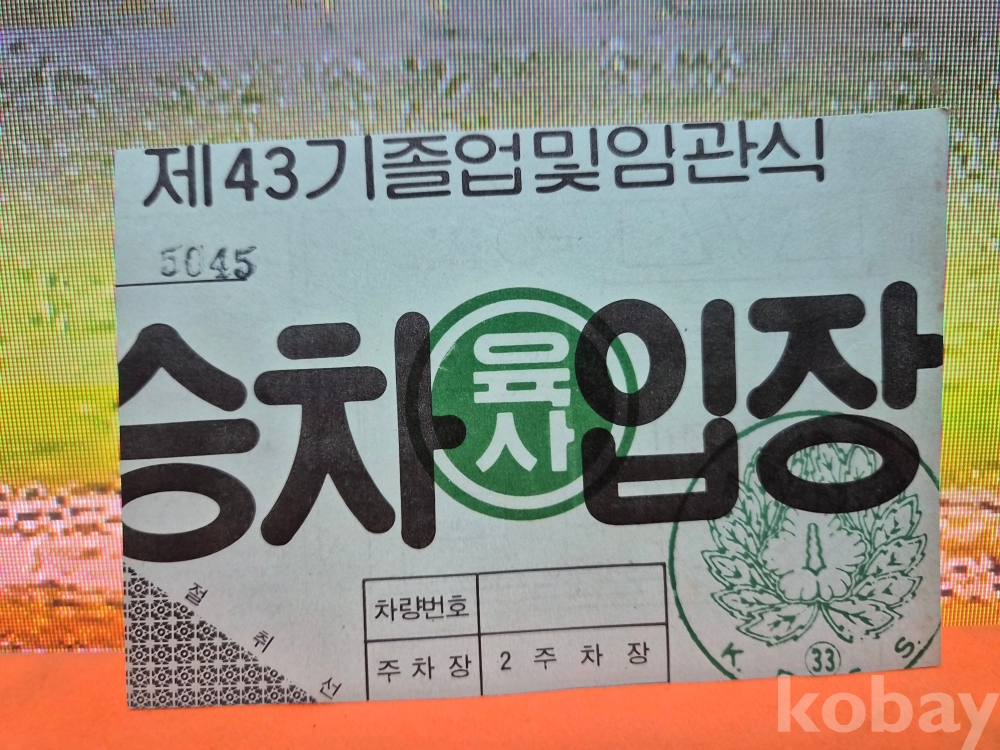 제43기졸업및임관식
5045
승차 육사 입장
절취선
차량번호
주차장 2주차장
K. S.
33
kobay